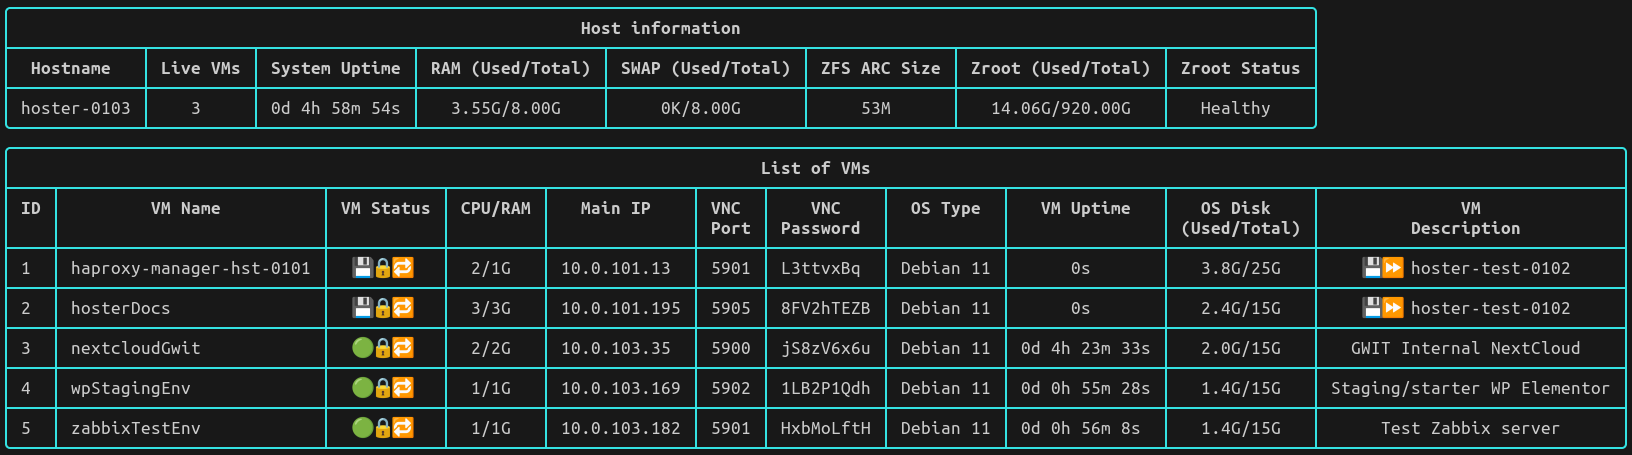 Host information
Hostname Live VMs System Uptime RAM (Used/Total) SWAP (Used/Total) ZFS ARC Size Zroot (Used/Total) Zroot Status
hoster-0103 3 0d 4h 58m 54s 3.55G/8.00G 0K/8.00G 53M 14.06G/920.00G Healthy
List of VMs
ID VM Name VM Status CPU/RAM Main IP VNC VNC OS Type VM Uptime OS Disk VM
Port Password (Used/Total) Description
1 haproxy-manager-hst-0101 💾🔒🔁 2/1G 10.0.101.13 5901 L3ttvxBq Debian 11 0s 3.8G/25G 💾⏩ hoster-test-0102
2 hosterDocs 💾🔒🔁 3/3G 10.0.101.195 5905 8FV2hTEZB Debian 11 0s 2.4G/15G 💾⏩ hoster-test-0102
3 nextcloudGwit 🟢🔒🔁 2/2G 10.0.103.35 5900 jS8zV6x6u Debian 11 0d 4h 23m 33s 2.0G/15G GWIT Internal NextCloud
4 wpStagingEnv 🟢🔒🔁 1/1G 10.0.103.169 5902 1LB2P1Qdh Debian 11 0d 0h 55m 28s 1.4G/15G Staging/starter WP Elementor
5 zabbixTestEnv 🟢🔒🔁 1/1G 10.0.103.182 5901 HxbMoLftH Debian 11 0d 0h 56m 8s 1.4G/15G Test Zabbix server